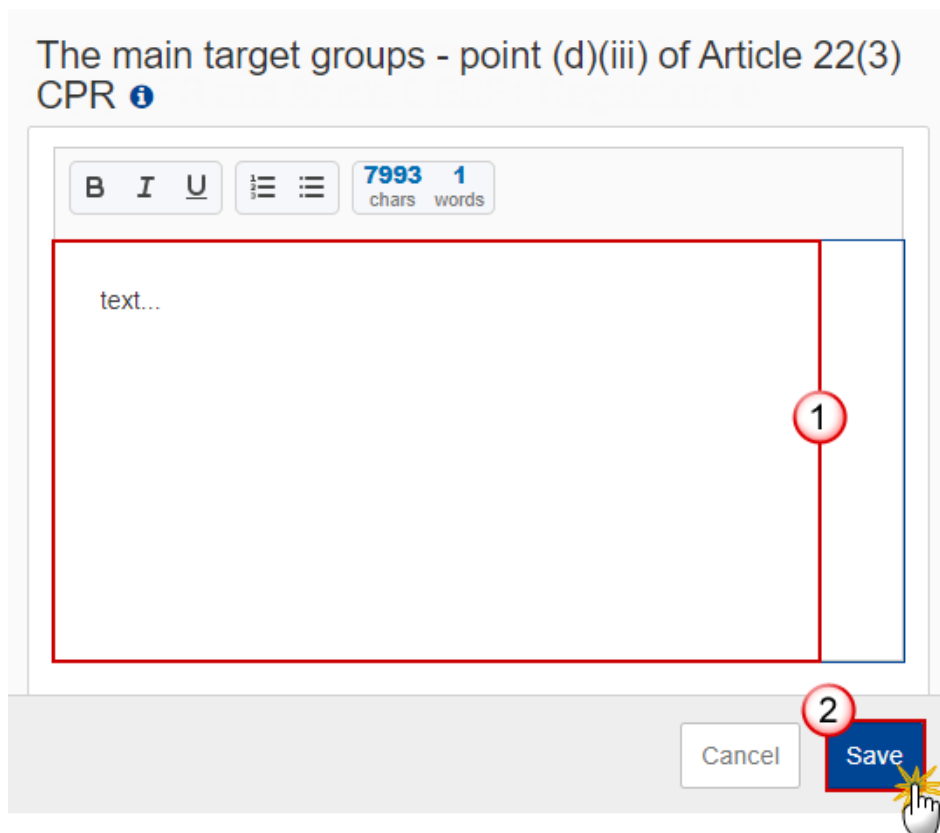 The main target groups - point (d)(iii) of Article 22(3)
CPR i
B I U 7993 1
chars words
text...
1
2
Cancel Save